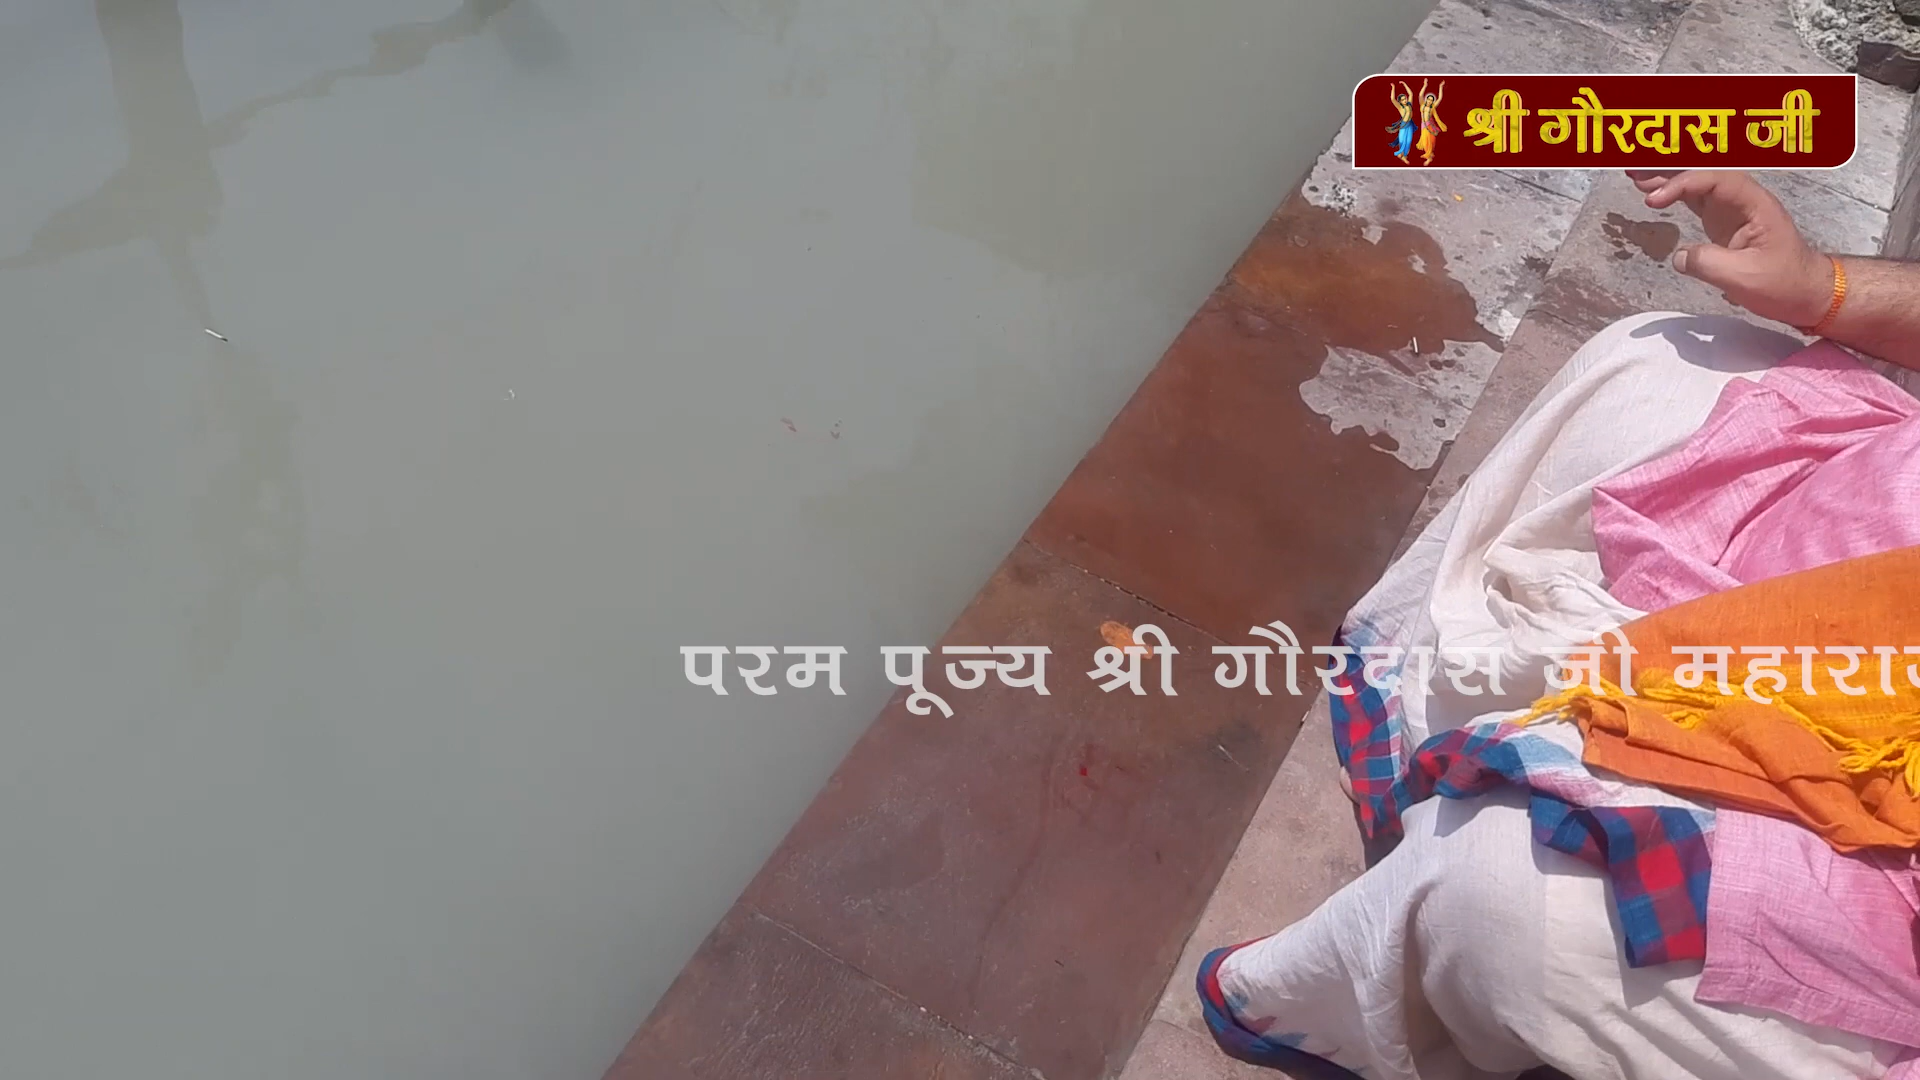 श्री गौरदास जी
परम पूज्य श्री गौरदास जी